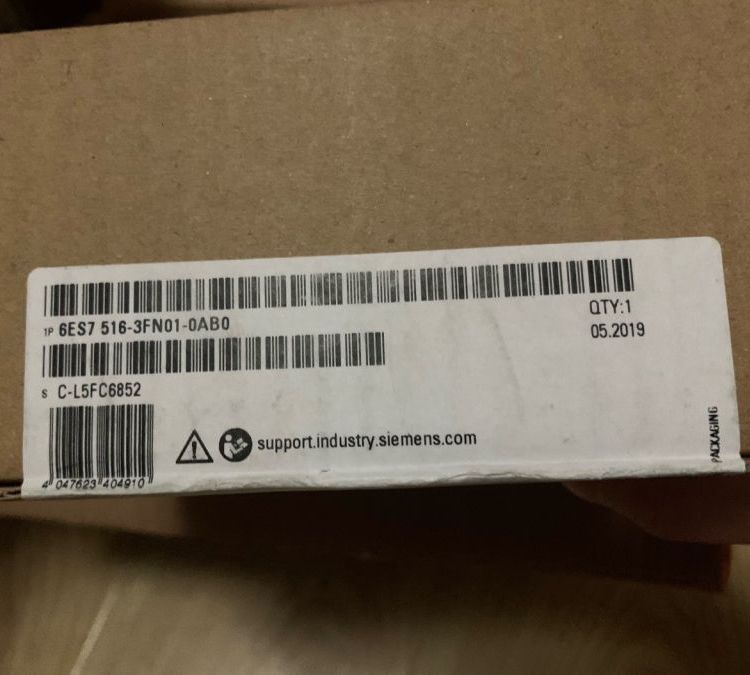 1P 6ES7 516-3FN01-0AB0
QTY:1
05.2019
S C-L5FC6852
support.industry.siemens.com
4 047623 404910
PACKAGING